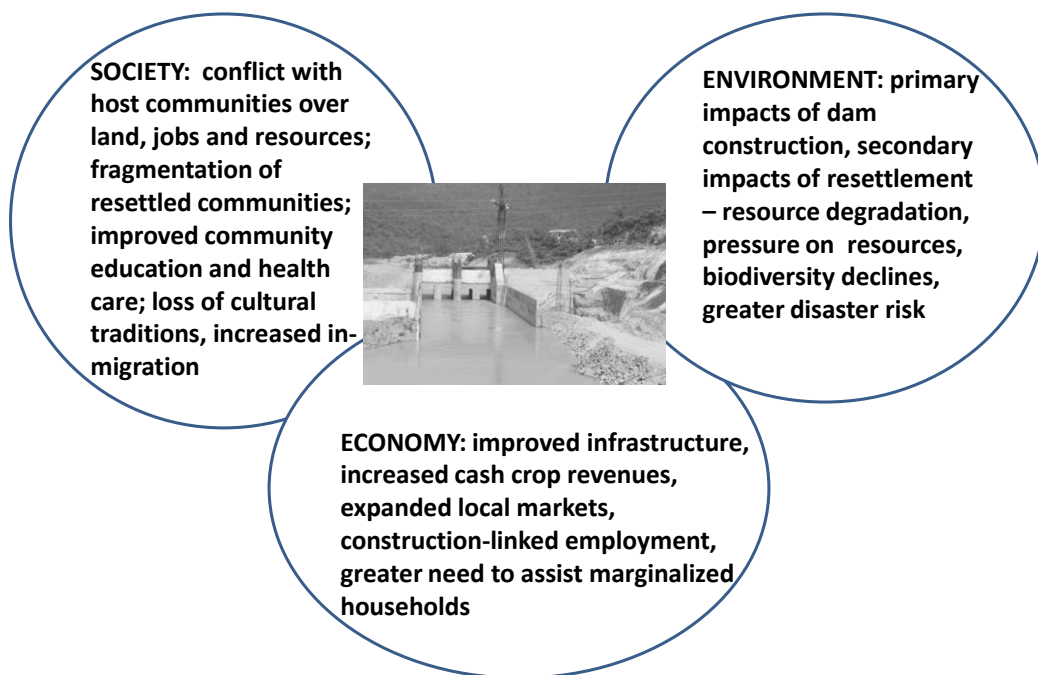 SOCIETY: conflict with
host communities over
land, jobs and resources;
fragmentation of
resettled communities;
improved community
education and health
care; loss of cultural
traditions, increased in-
migration
ENVIRONMENT: primary
impacts of dam
construction, secondary
impacts of resettlement
– resource degradation,
pressure on resources,
biodiversity declines,
greater disaster risk
ECONOMY: improved infrastructure,
increased cash crop revenues,
expanded local markets,
construction-linked employment,
greater need to assist marginalized
households